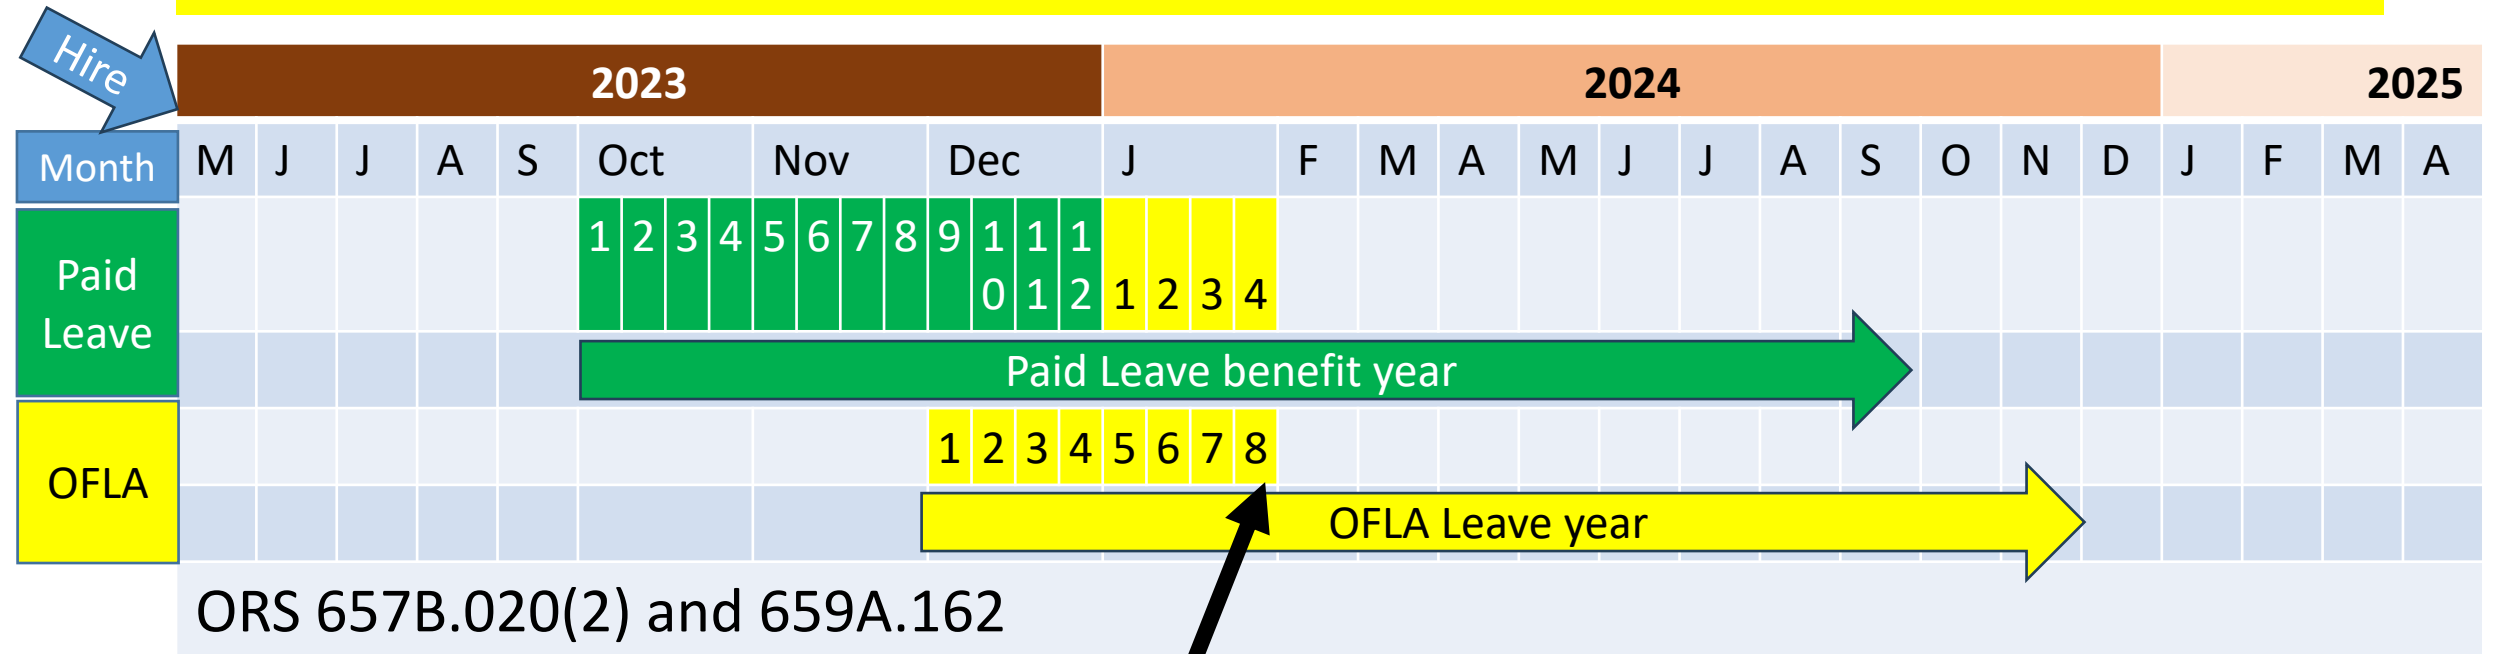 Hire
2023 2024 2025
Month M J J A S Oct Nov Dec J F M A M J J A S O N D J F M A
Paid
Leave
1 2 3 4 5 6 7 8 9 10 11 12 1 2 3 4
Paid Leave benefit year
OFLA
1 2 3 4 5 6 7 8
OFLA Leave year
ORS 657B.020(2) and 659A.162